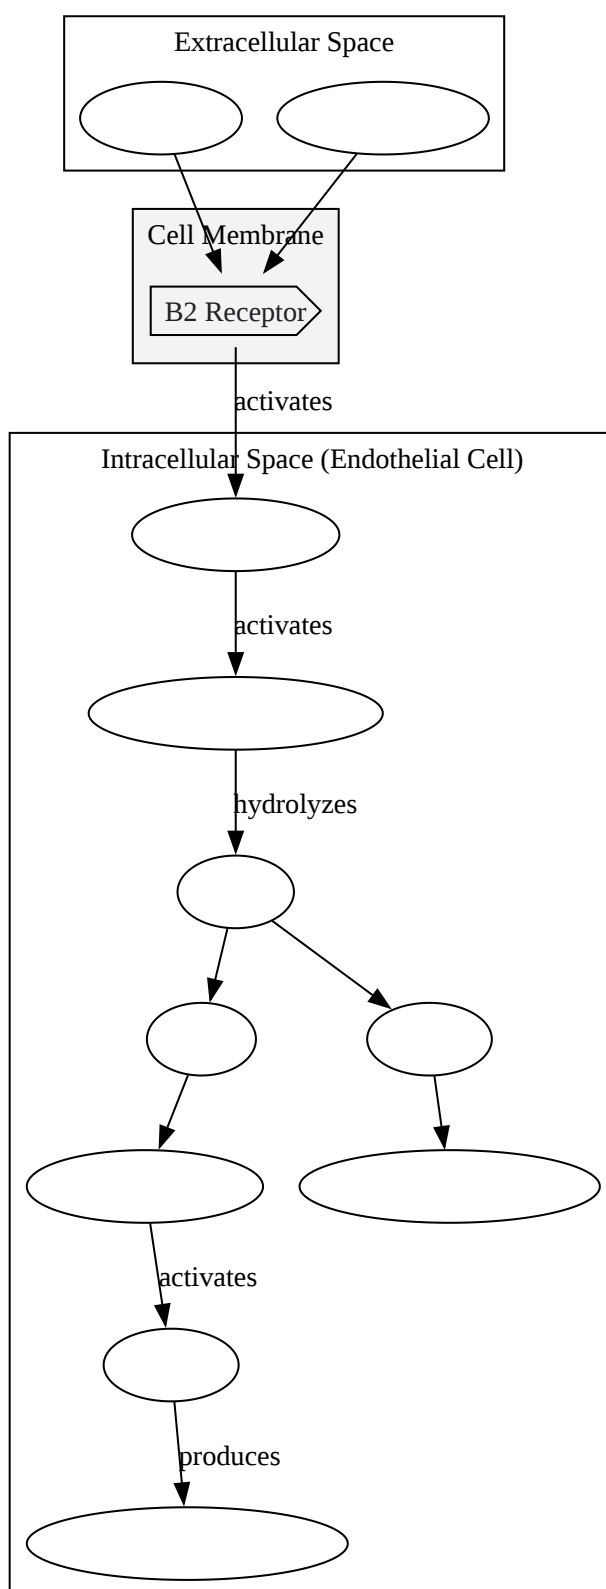 Extracellular Space
Cell Membrane
B2 Receptor
activates
Intracellular Space (Endothelial Cell)
activates
hydrolyzes
activates
produces